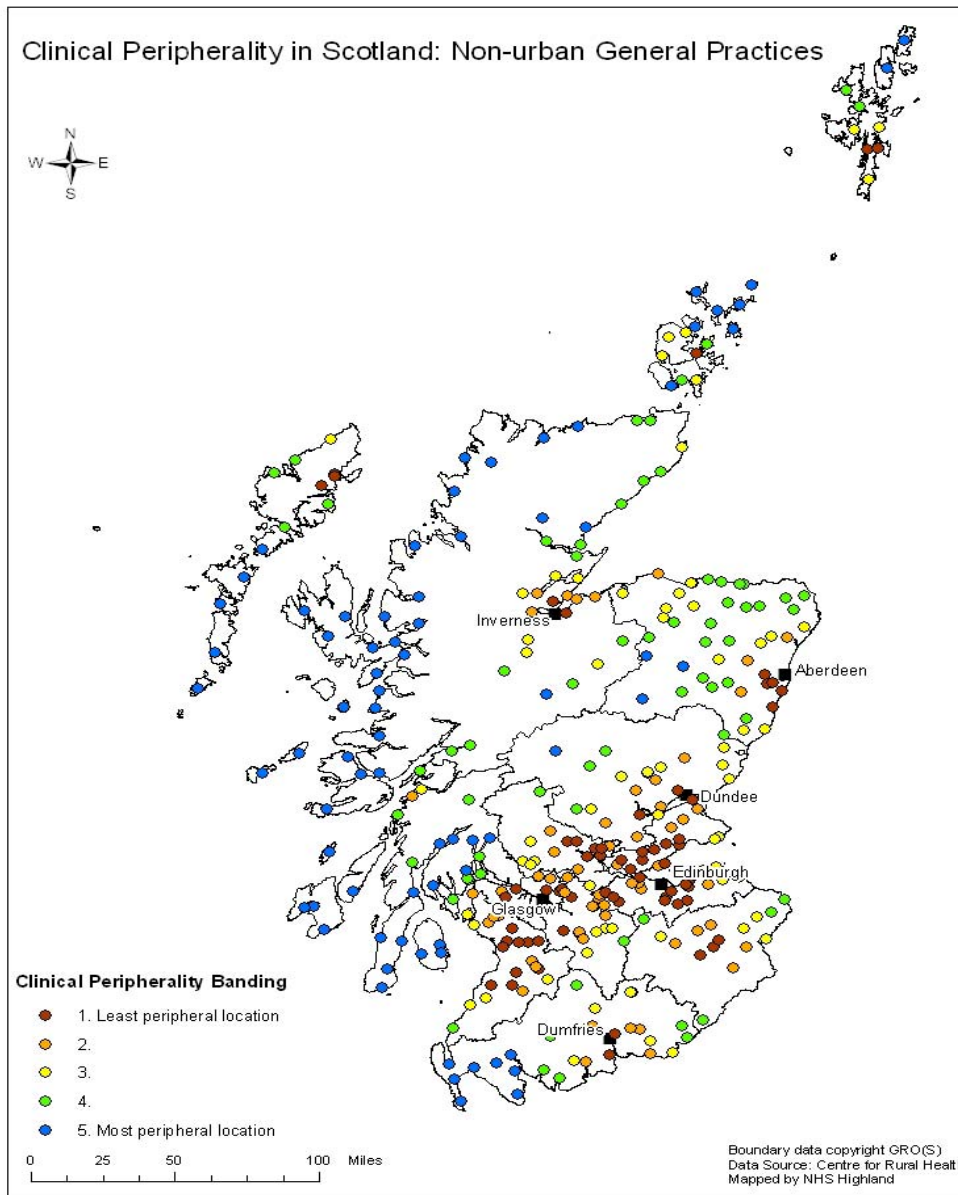 Clinical Peripherality in Scotland: Non-urban General Practices
N
W E
S
Inverness
Aberdeen
Dundee
Edinburgh
Glasgow
Dumfries
Clinical Peripherality Banding
1. Least peripheral location
2.
3.
4.
5. Most peripheral location
0 25 50 100 Miles
Boundary data copyright GRO(S)
Data Source: Centre for Rural Healt
Mapped by NHS Highland